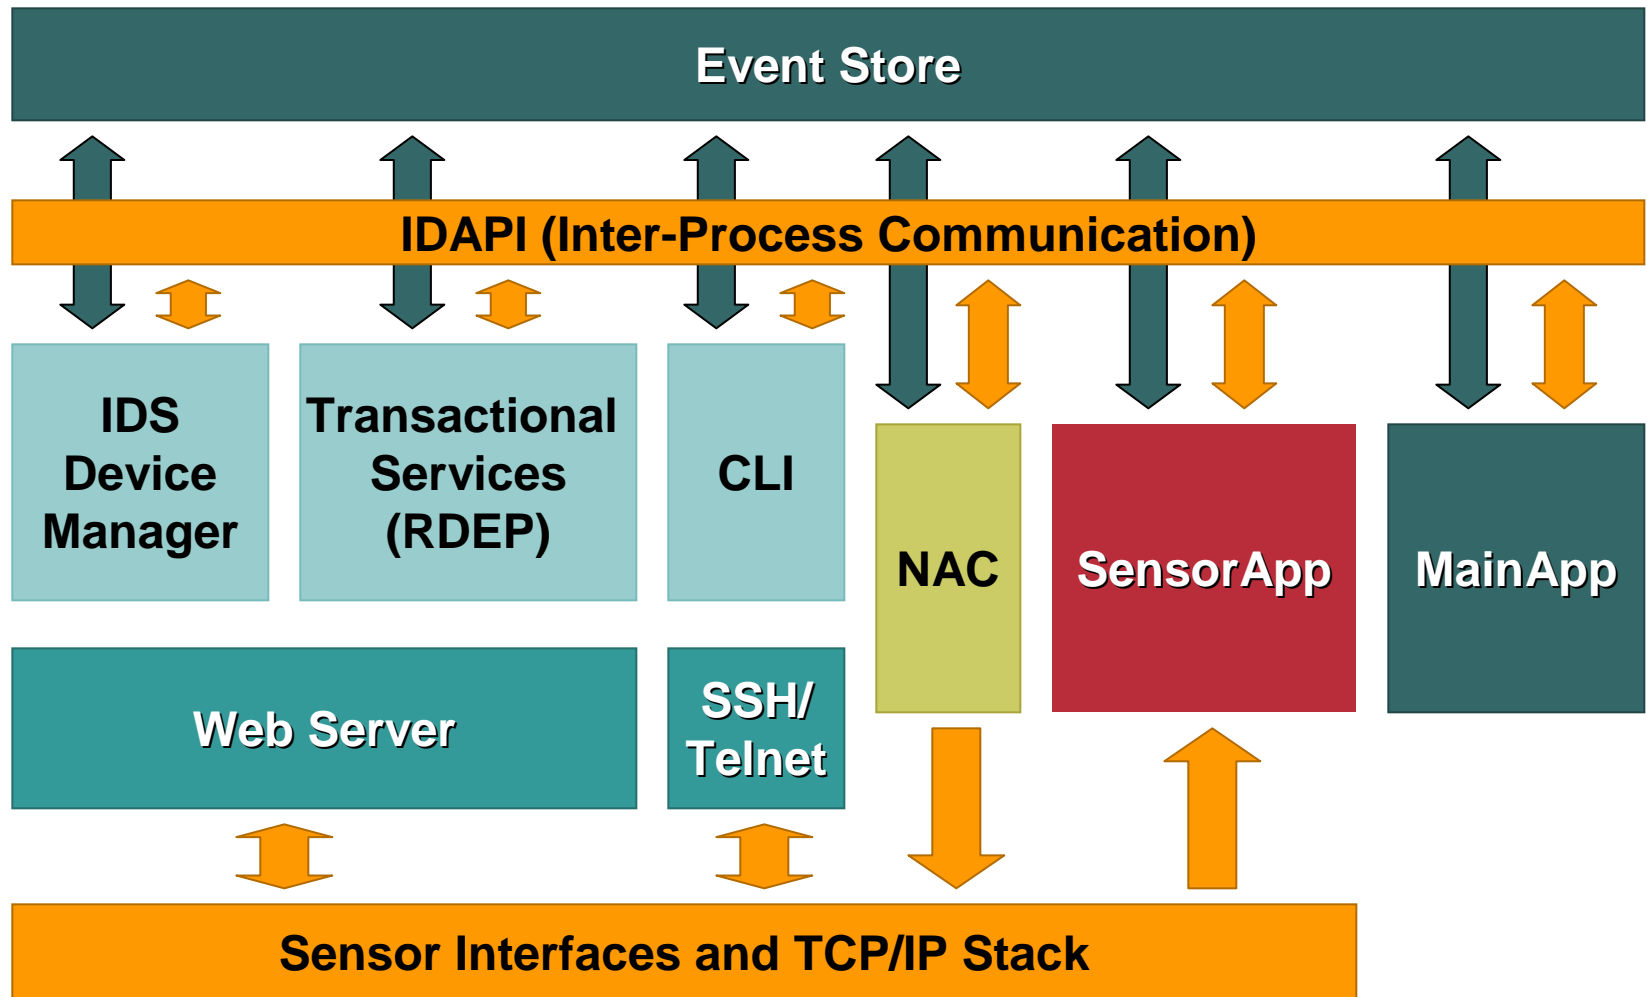 Event Store
IDAPI (Inter-Process Communication)
IDS
Device
Manager
Transactional
Services
(RDEP)
CLI
NAC
SensorApp
MainApp
Web Server
SSH/
Telnet
Sensor Interfaces and TCP/IP Stack